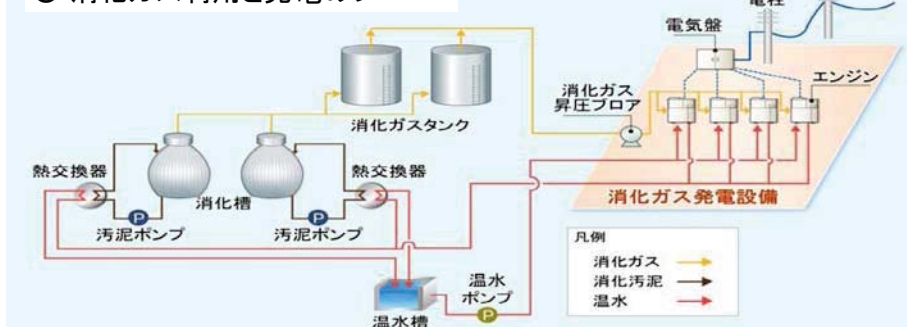 電柱
電気盤
エンジン
消化ガス
昇圧ブロア
消化ガスタンク
熱交換器
熱交換器
消化槽
P
P
汚泥ポンプ
汚泥ポンプ
消化ガス発電設備
凡例
消化ガス
消化汚泥
温水
温水
ポンプ
P
温水槽